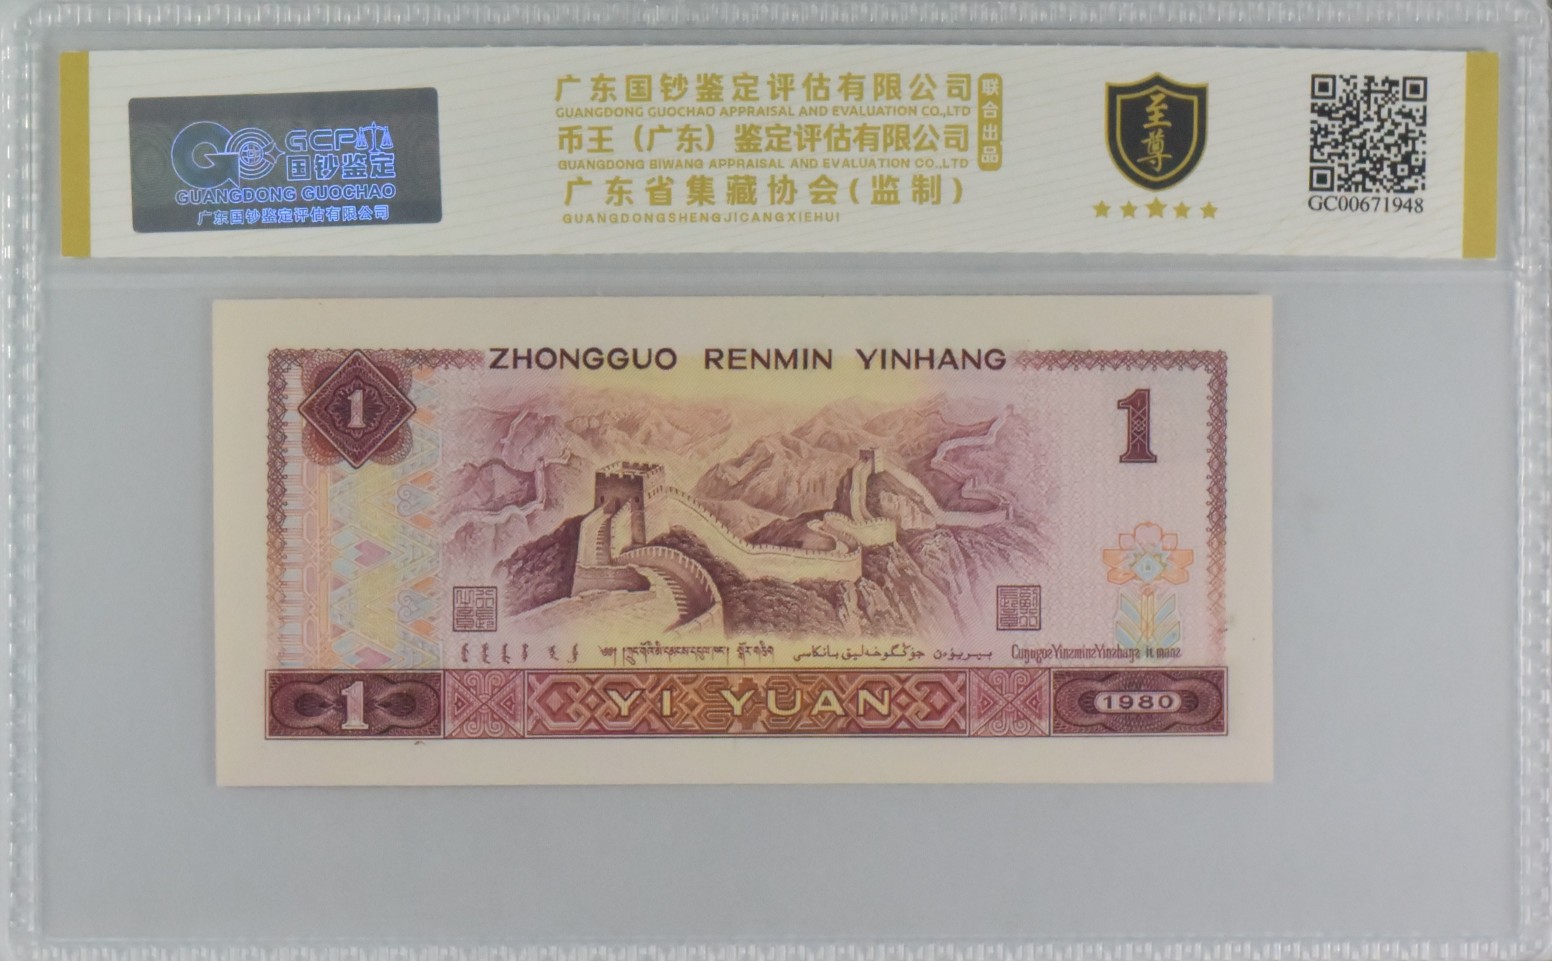 GCP
国钞鉴定
GUANGDONG GUOCHAO
广东国钞鉴定评估有限公司
广东国钞鉴定评估有限公司
GUANGDONG GUOCHAO APPRAISAL AND EVALUATION CO.,LTD
币王（广东）鉴定评估有限公司
GUANGDONG BIWANG APPRAISAL AND EVALUATION CO.,LTD
联合出品
广东省集藏协会(监制)
GUANGDONGSHENGJICANGXIEHUI
至尊
GC00671948
ZHONGGUO RENMIN YINHANG
1
1
YI YUAN
1
1980